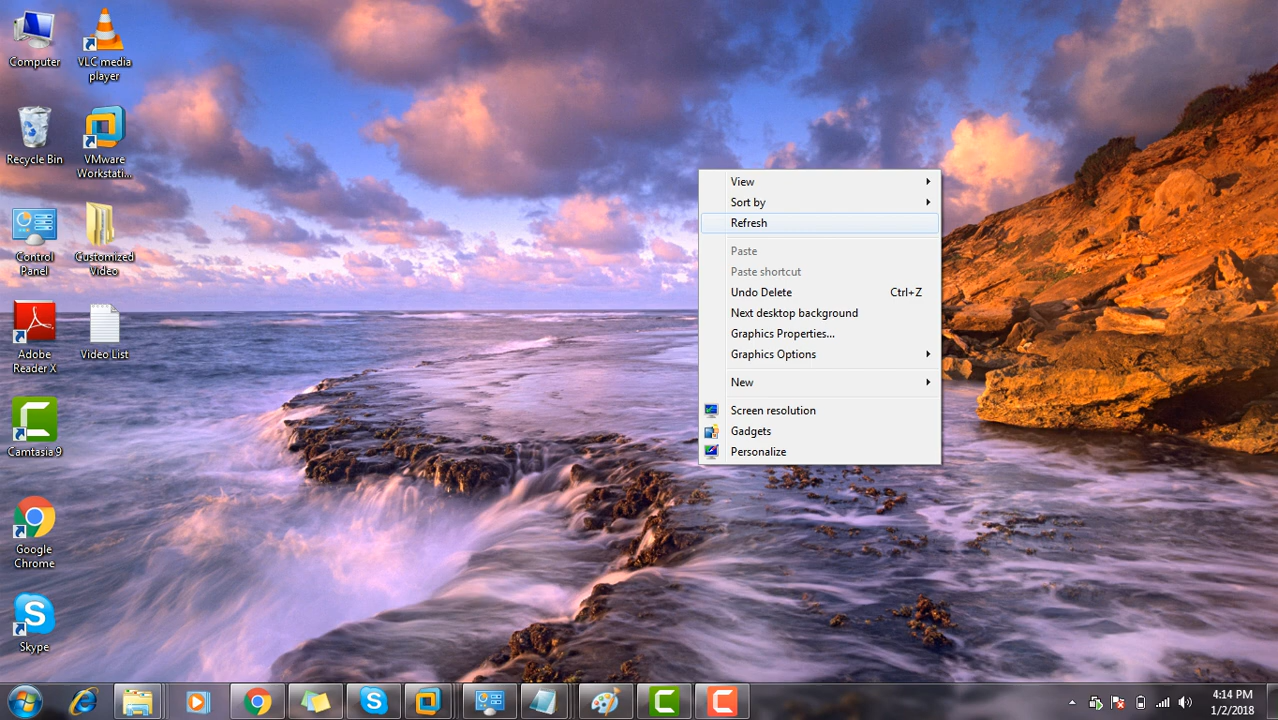 Computer
VLC media
player
Recycle Bin
VMware
Workstati...
Control
Panel
Customized
Video
Adobe
Reader X
Video List
Camtasia 9
Google
Chrome
Skype
View
Sort by
Refresh
Paste
Paste shortcut
Undo Delete Ctrl+Z
Next desktop background
Graphics Properties...
Graphics Options
New
Screen resolution
Gadgets
Personalize
4:14 PM
1/2/2018